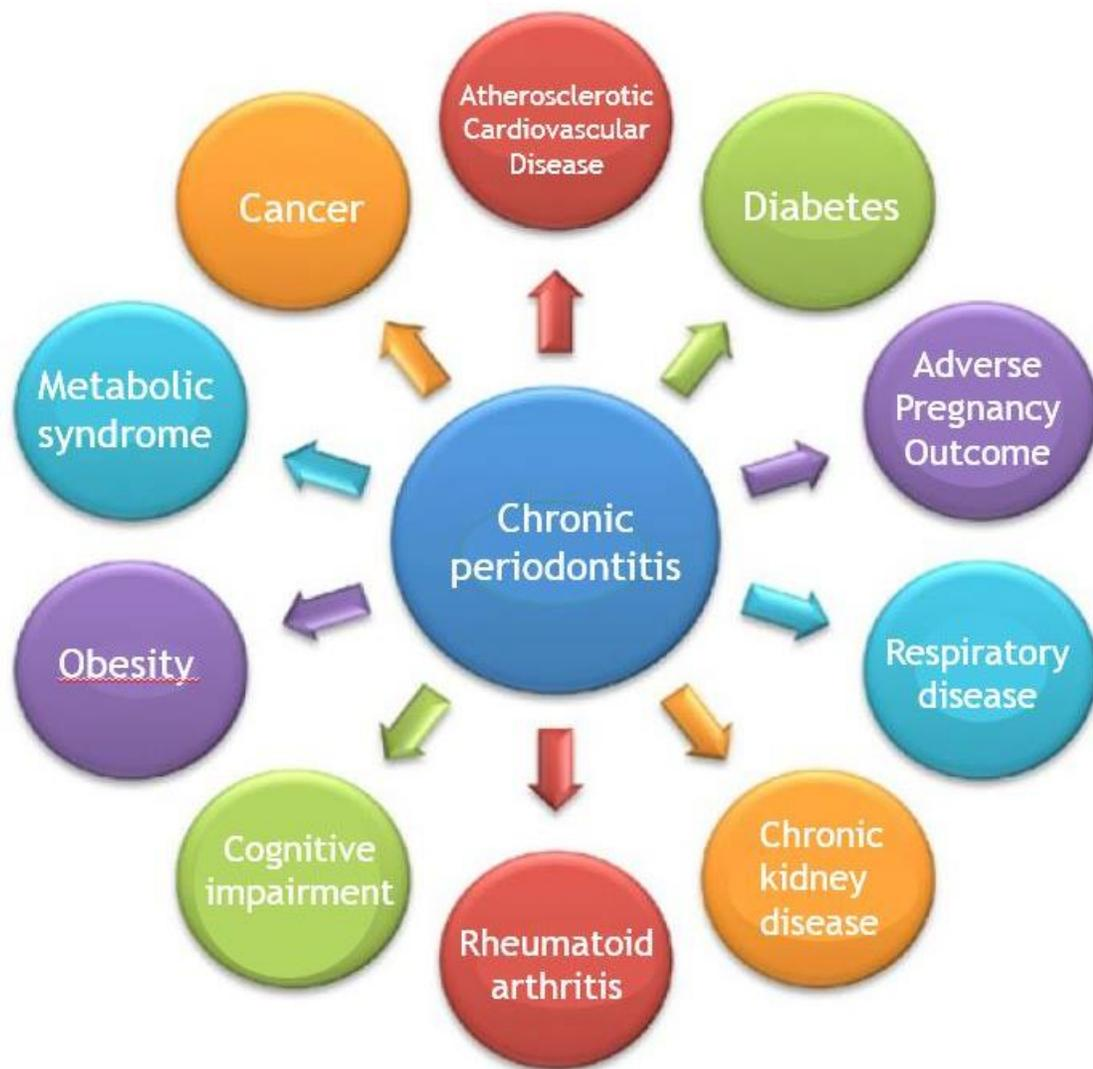 Atherosclerotic
Cardiovascular
Disease
Diabetes
Adverse
Pregnancy
Outcome
Respiratory
disease
Chronic
kidney
disease
Rheumatoid
arthritis
Cognitive
impairment
Obesity
Metabolic
syndrome
Cancer
Chronic
periodontitis